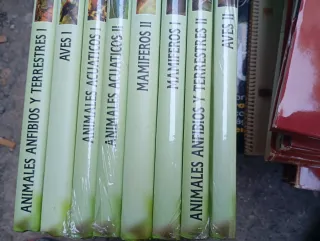 ANIMALES ANFIBIOS Y TERRESTRES I
AVES I
ANIMALES ACUATICOS I
ANIMALES ACUATICOS II
MAMIFEROS II
MAMIFEROS I
ANIMALES ANFIBIOS Y TERRESTRES II
AVES II